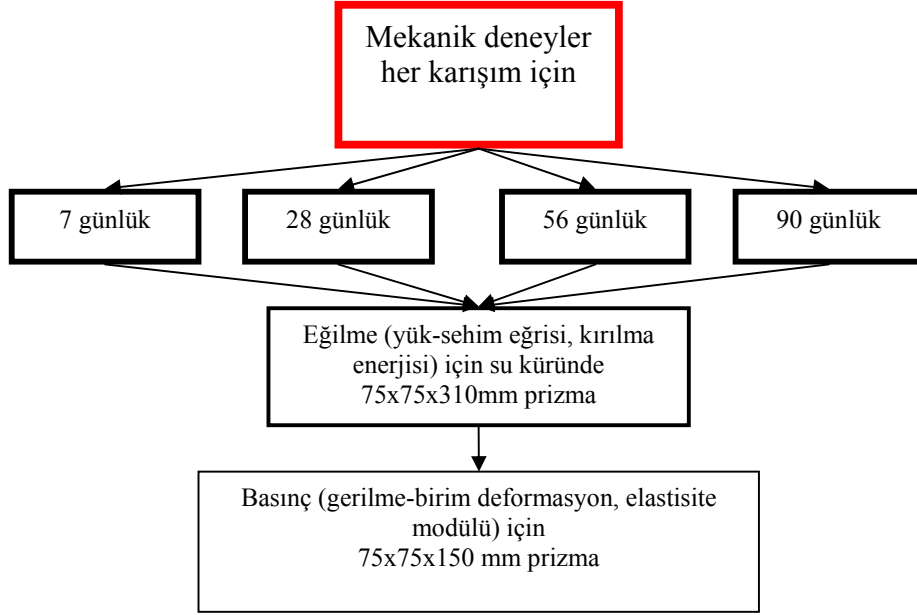 Mekanik deneyler
her karışım için
7 günlük
28 günlük
56 günlük
90 günlük
Eğilme (yük-sehim eğrisi, kırılma
enerjisi) için su küründe
75x75x310mm prizma
Basınç (gerilme-birim deformasyon, elastisite
modülü) için
75x75x150 mm prizma